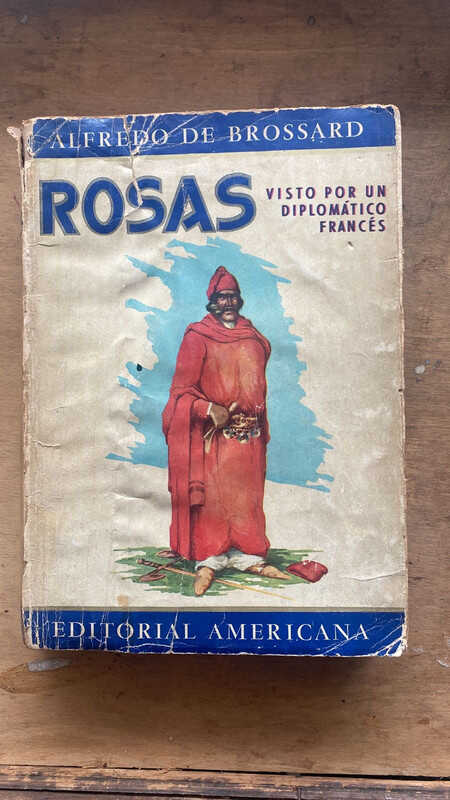 ALFREDO DE BROSSARD
ROSAS
VISTO POR UN
DIPLOMÁTICO
FRANCÉS
EDITORIAL AMERICANA